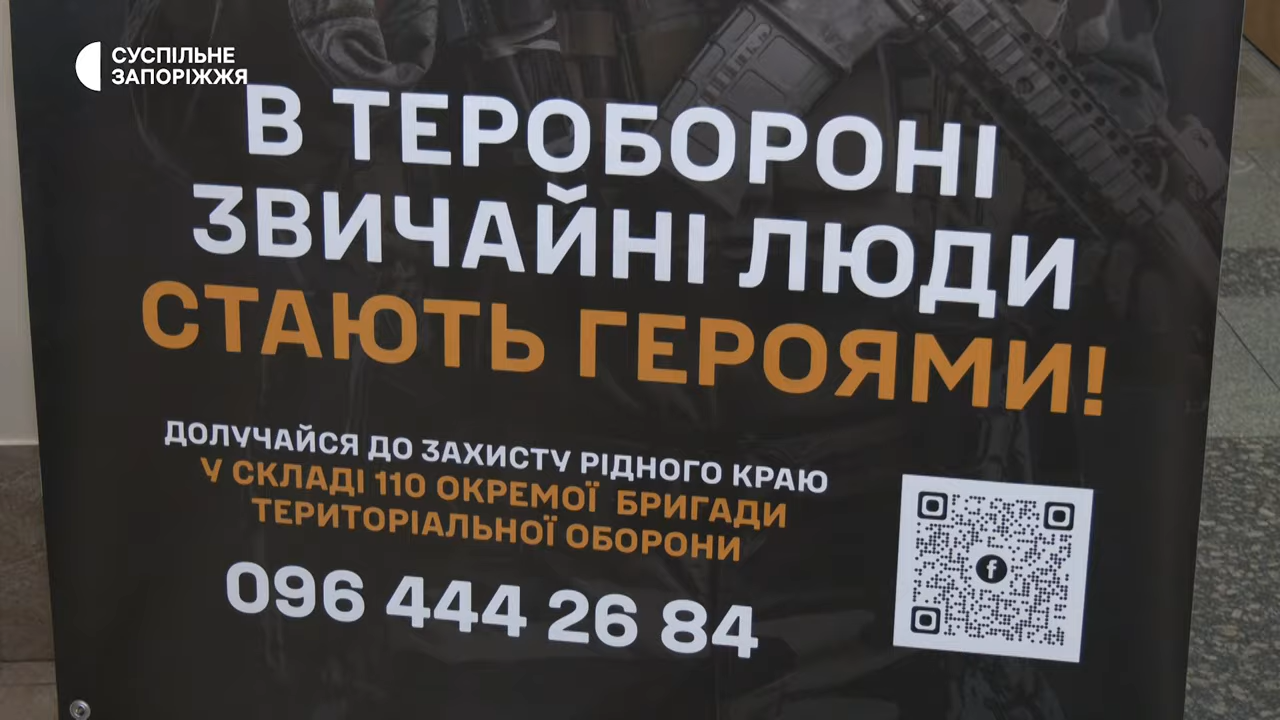 СУСПІЛЬНЕ
ЗАПОРІЖЖЯ
В ТЕРОБОРОНІ
ЗВИЧАЙНІ ЛЮДИ
СТАЮТЬ ГЕРОЯМИ!
ДОЛУЧАЙСЯ ДО ЗАХИСТУ РІДНОГО КРАЮ
У СКЛАДІ 110 ОКРЕМОЇ БРИГАДИ
ТЕРИТОРІАЛЬНОЇ ОБОРОНИ
096 444 26 84